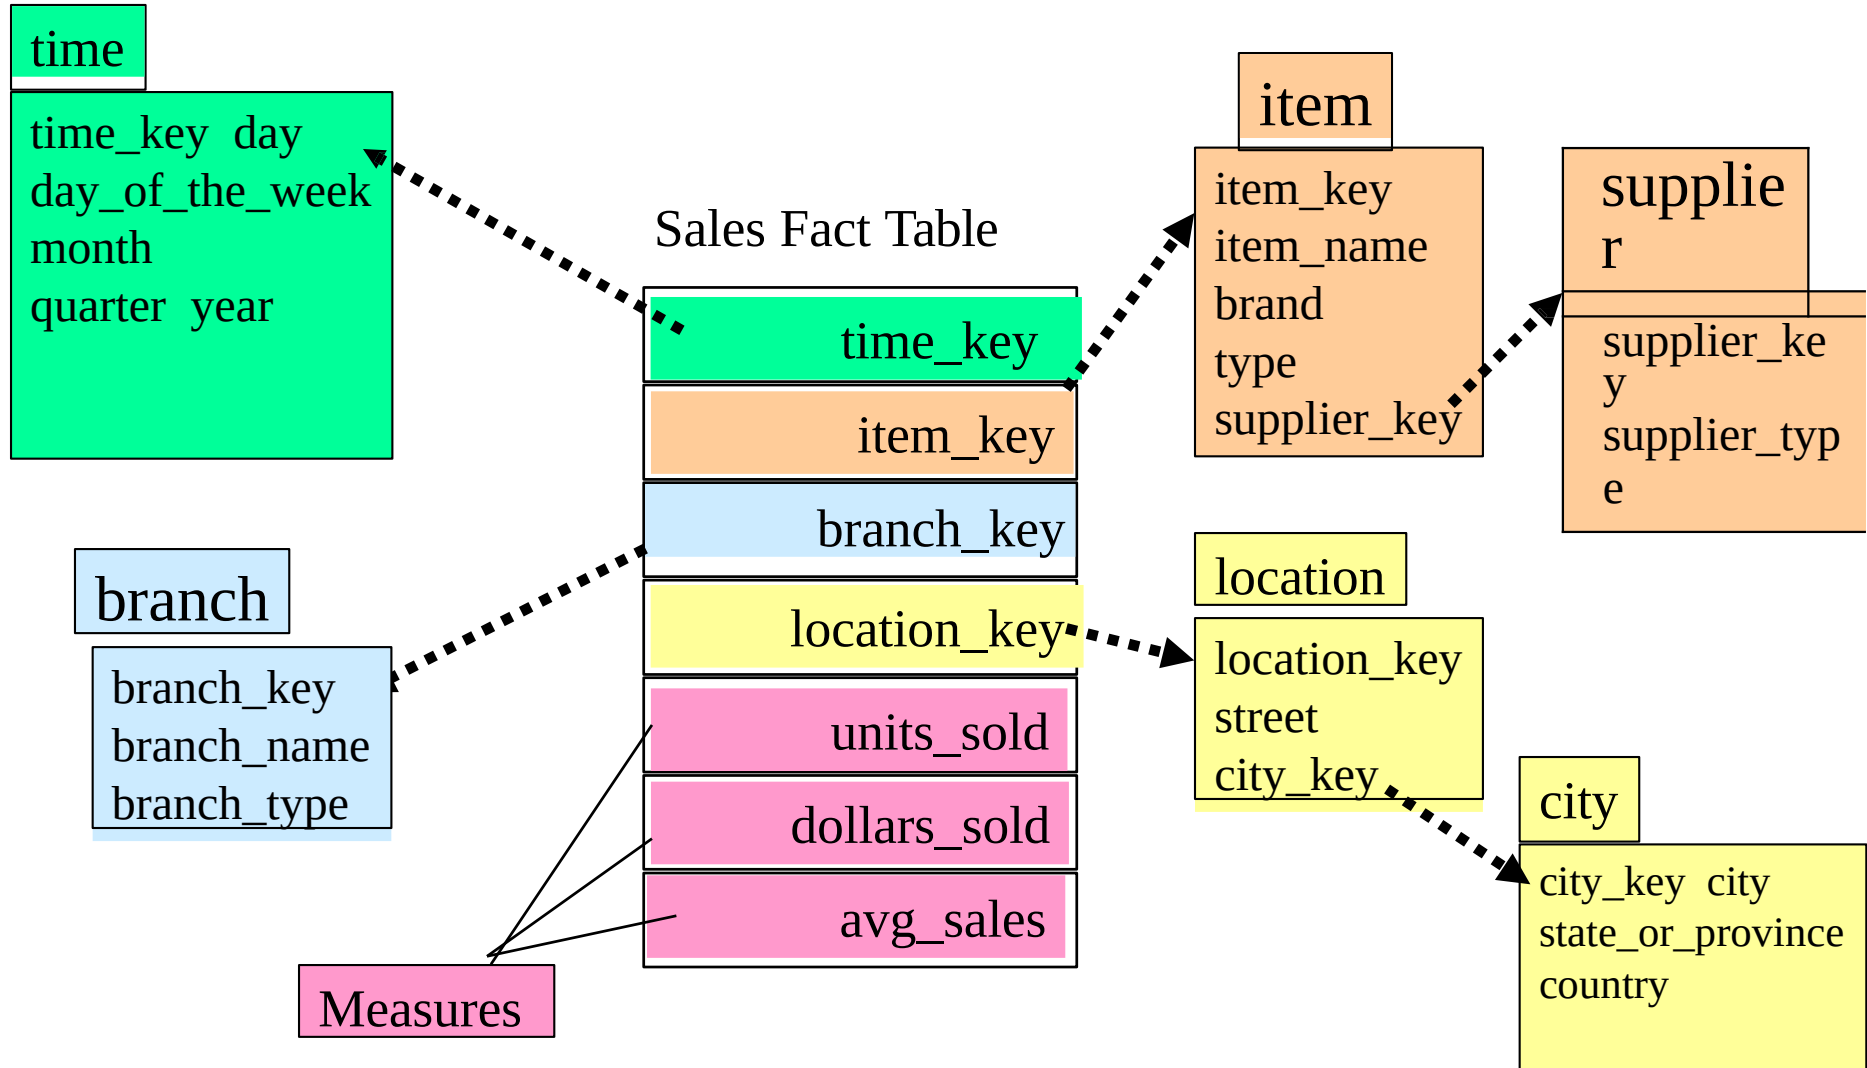 time
time_key day
day_of_the_week
month
quarter year
Sales Fact Table
time_key
item_key
branch_key
location_key
units_sold
dollars_sold
avg_sales
Measures
branch
branch_key
branch_name
branch_type
item
item_key
item_name
brand
type
supplier_key
supplie
r
supplier_ke
y
supplier_typ
e
location
location_key
street
city_key
city
city_key city
state_or_province
country